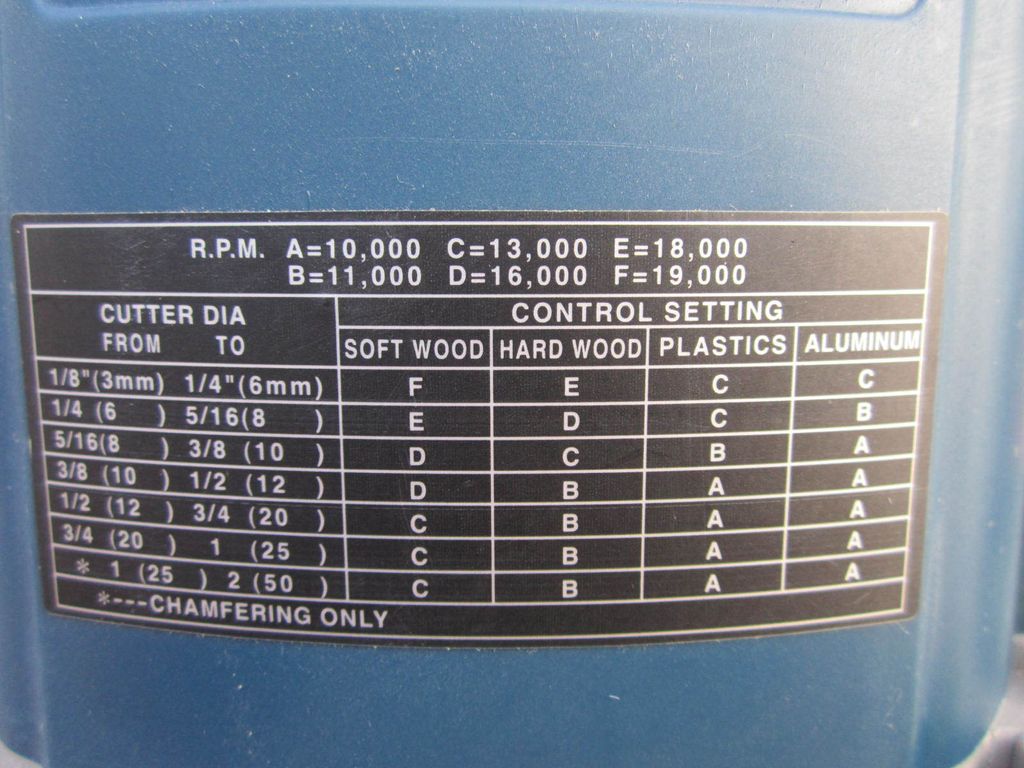 R.P.M. A=10,000 C=13,000 E=18,000
B=11,000 D=16,000 F=19,000
CUTTER DIA CONTROL SETTING
FROM TO SOFT WOOD HARD WOOD PLASTICS ALUMINUM
1/8"(3mm) 1/4"(6mm) F E C C
1/4 (6 ) 5/16(8 ) E D C B
5/16(8 ) 3/8 (10 ) D C B A
3/8 (10 ) 1/2 (12 ) D B A A
1/2 (12 ) 3/4 (20 ) C B A A
3/4 (20 ) 1 (25 ) C B A A
* 1 (25 ) 2 (50 ) C B A A
*---CHAMFERING ONLY